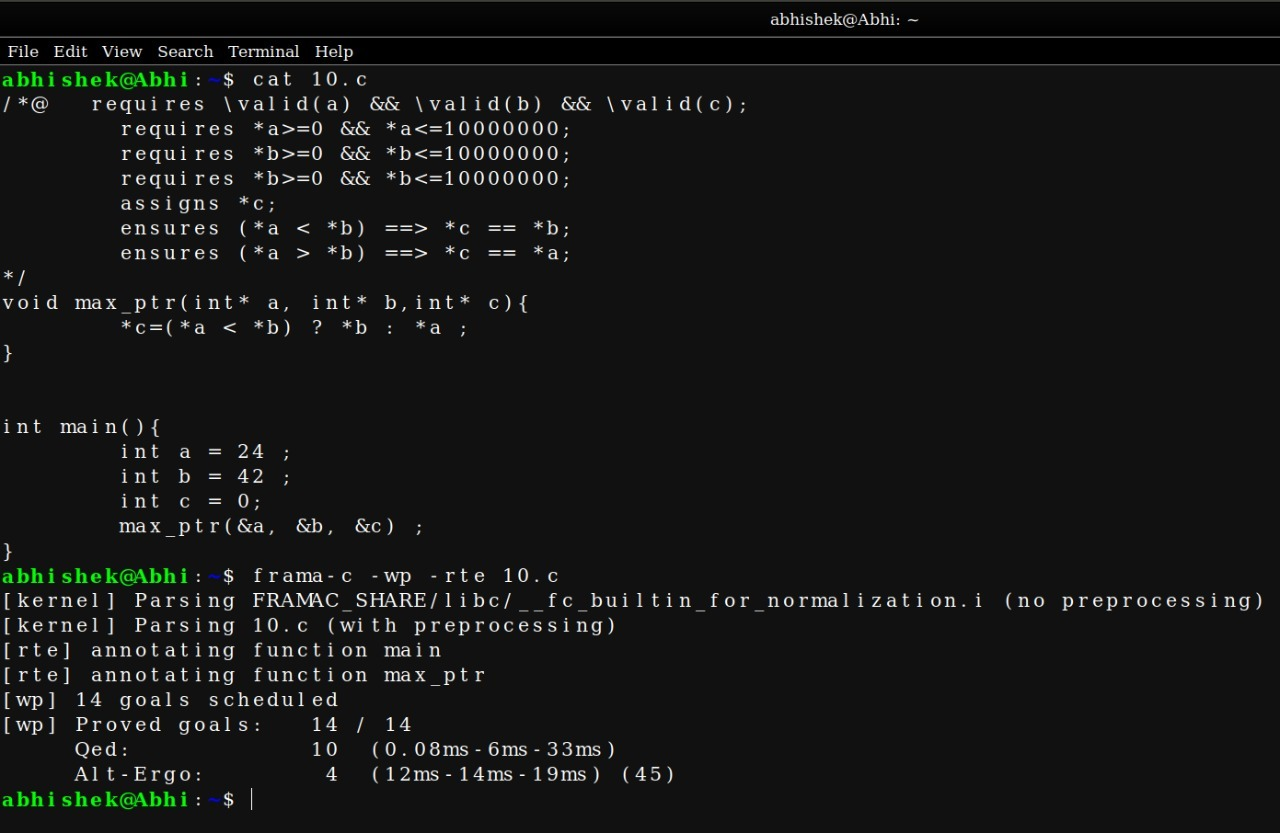 abhishek@Abhi: ~
File Edit View Search Terminal Help
abhishek@Abhi:~$ cat 10.c
/*@   requires \valid(a) && \valid(b) && \valid(c);
        requires *a>=0 && *a<=10000000;
        requires *b>=0 && *b<=10000000;
        requires *b>=0 && *b<=10000000;
        assigns *c;
        ensures (*a < *b) ==> *c == *b;
        ensures (*a > *b) ==> *c == *a;
*/
void max_ptr(int* a, int* b,int* c){
        *c=(*a < *b) ? *b : *a ;
}
int main(){
        int a = 24 ;
        int b = 42 ;
        int c = 0;
        max_ptr(&a, &b, &c) ;
}
abhishek@Abhi:~$ frama-c -wp -rte 10.c
[kernel] Parsing FRAMAC_SHARE/libc/__fc_builtin_for_normalization.i (no preprocessing)
[kernel] Parsing 10.c (with preprocessing)
[rte] annotating function main
[rte] annotating function max_ptr
[wp] 14 goals scheduled
[wp] Proved goals:   14 / 14
     Qed:            10  (0.08ms-6ms-33ms)
     Alt-Ergo:        4  (12ms-14ms-19ms) (45)
abhishek@Abhi:~$